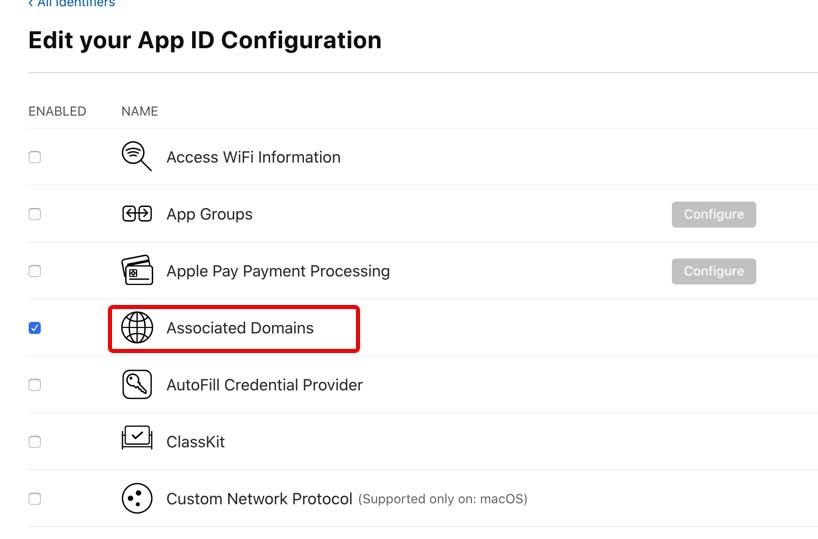 ‹ All Identifiers
Edit your App ID Configuration
ENABLED NAME
Access WiFi Information
App Groups Configure
Apple Pay Payment Processing Configure
Associated Domains
AutoFill Credential Provider
ClassKit
Custom Network Protocol (Supported only on: macOS)